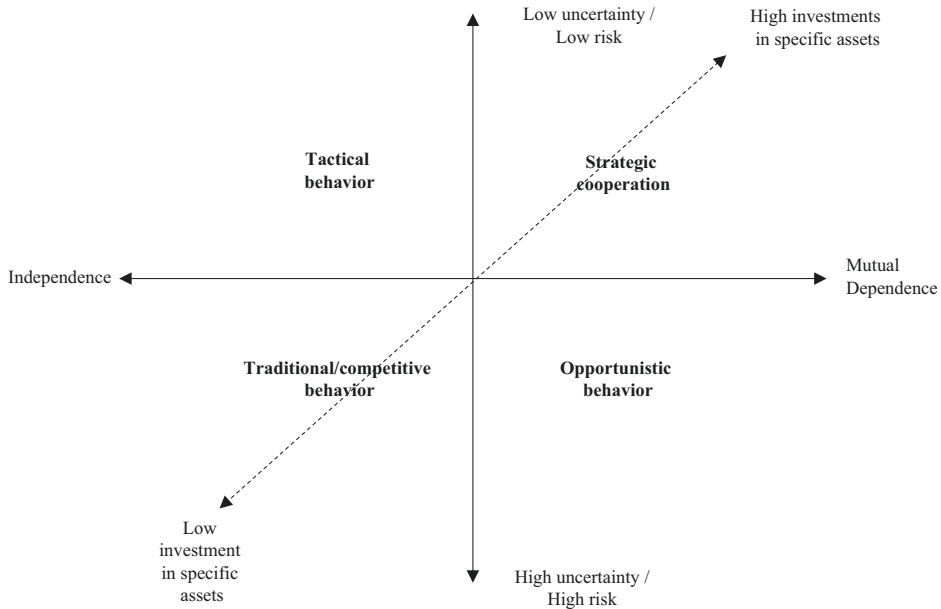 Low uncertainty /
Low risk
High investments
in specific assets
Tactical
behavior
Strategic
cooperation
Independence
Mutual
Dependence
Traditional/competitive
behavior
Opportunistic
behavior
Low
investment
in specific
assets
High uncertainty /
High risk